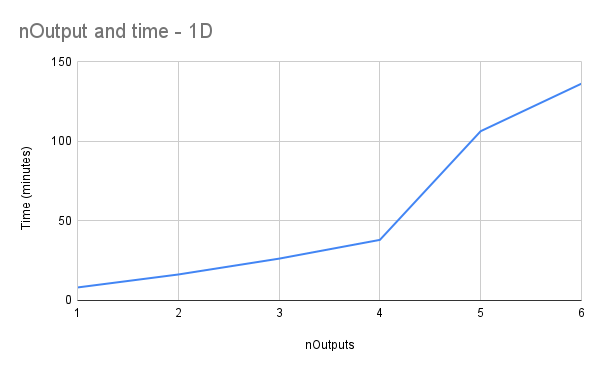 nOutput and time - 1D
150
100
50
0
Time (minutes)
1 2 3 4 5 6
nOutputs